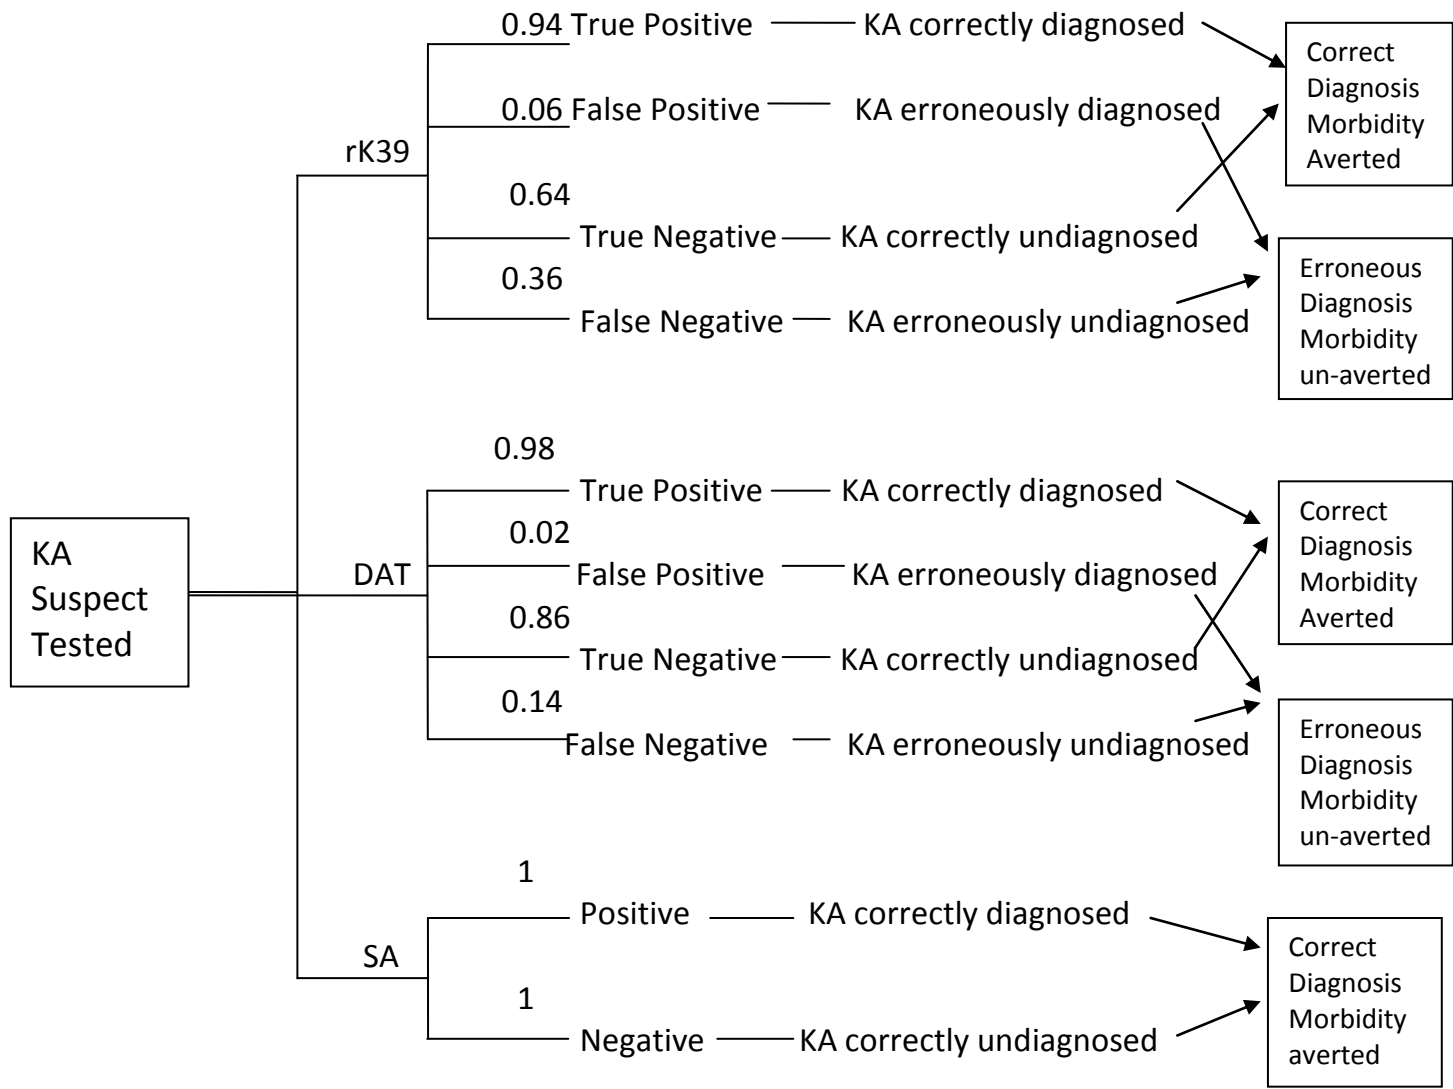 0.94 True Positive KA correctly diagnosed
0.06 False Positive KA erroneously diagnosed
rK39
0.64
True Negative KA correctly undiagnosed
0.36
False Negative KA erroneously undiagnosed
Correct
Diagnosis
Morbidity
Averted
Erroneous
Diagnosis
Morbidity
un-averted
KA
Suspect
Tested
0.98
True Positive KA correctly diagnosed
0.02
DAT
False Positive KA erroneously diagnosed
0.86
True Negative KA correctly undiagnosed
0.14
False Negative KA erroneously undiagnosed
Correct
Diagnosis
Morbidity
Averted
Erroneous
Diagnosis
Morbidity
un-averted
1
Positive KA correctly diagnosed
SA
1
Negative KA correctly undiagnosed
Correct
Diagnosis
Morbidity
averted